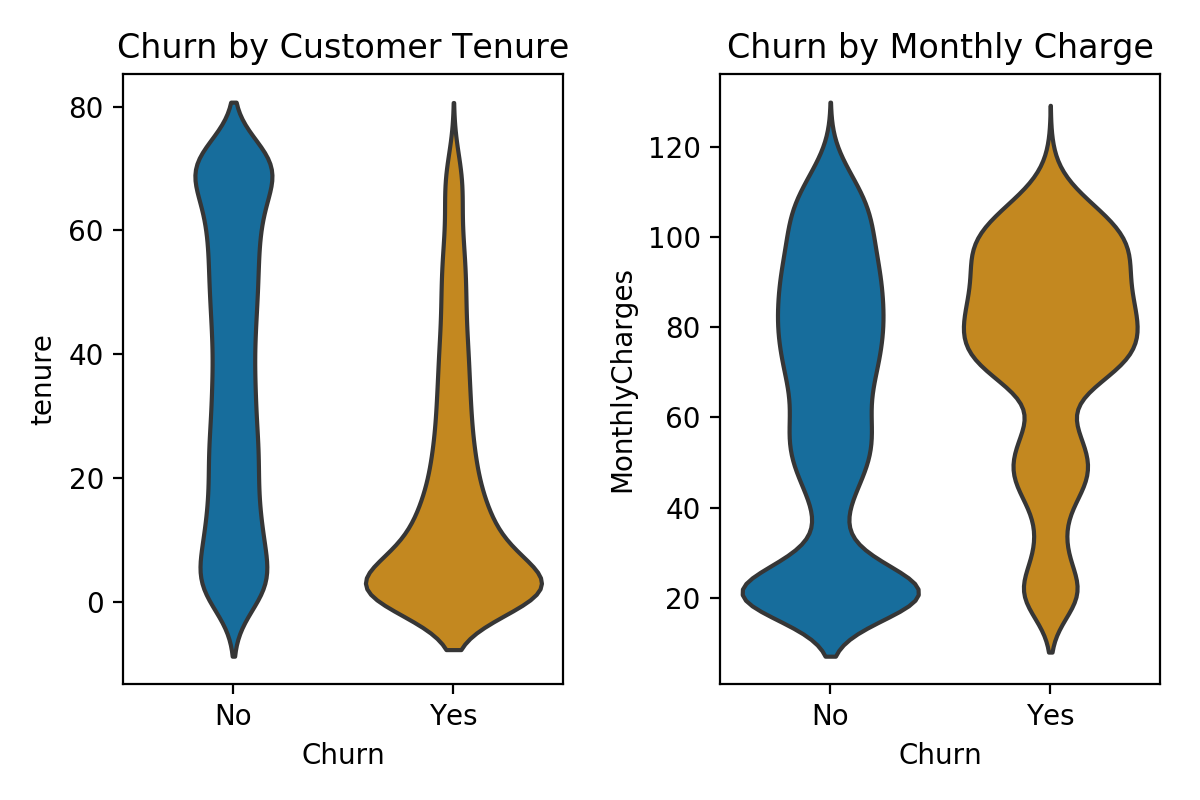 Churn by Customer Tenure
80
60
40
20
0
tenure
No
Yes
Churn
Churn by Monthly Charge
120
100
80
60
40
20
MonthlyCharges
No
Yes
Churn